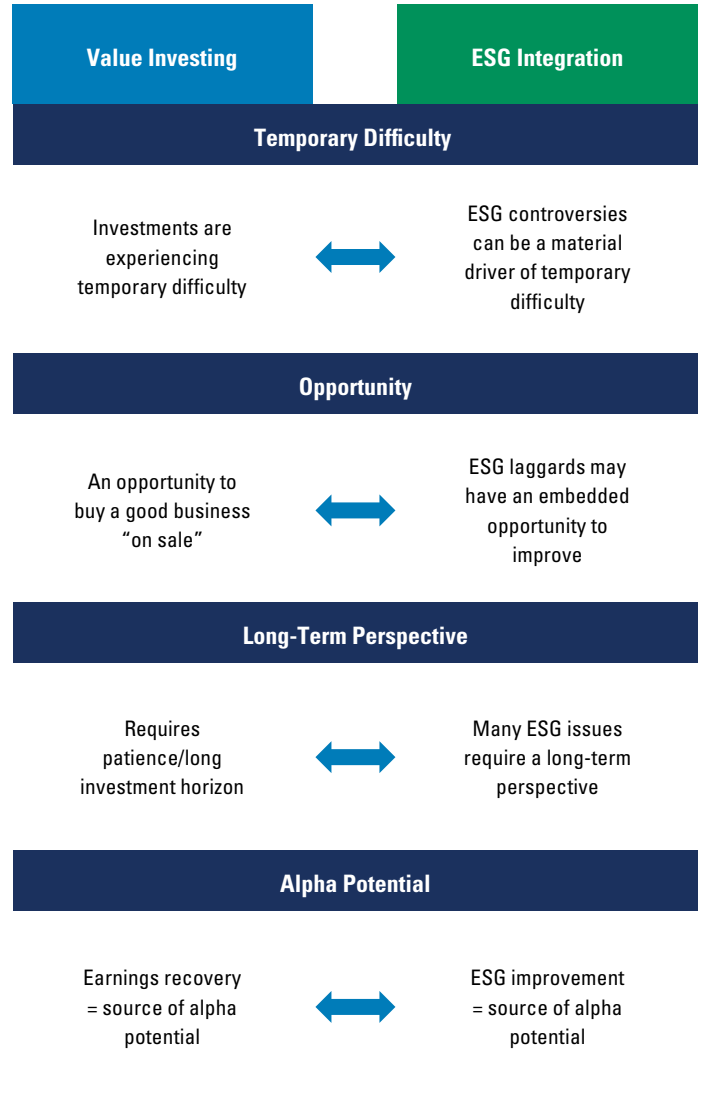 Value Investing
ESG Integration
Temporary Difficulty
Investments are
experiencing
temporary difficulty
ESG controversies
can be a material
driver of temporary
difficulty
Opportunity
An opportunity to
buy a good business
“on sale”
ESG laggards may
have an embedded
opportunity to
improve
Long-Term Perspective
Requires
patience/long
investment horizon
Many ESG issues
require a long-term
perspective
Alpha Potential
Earnings recovery
= source of alpha
potential
ESG improvement
= source of alpha
potential